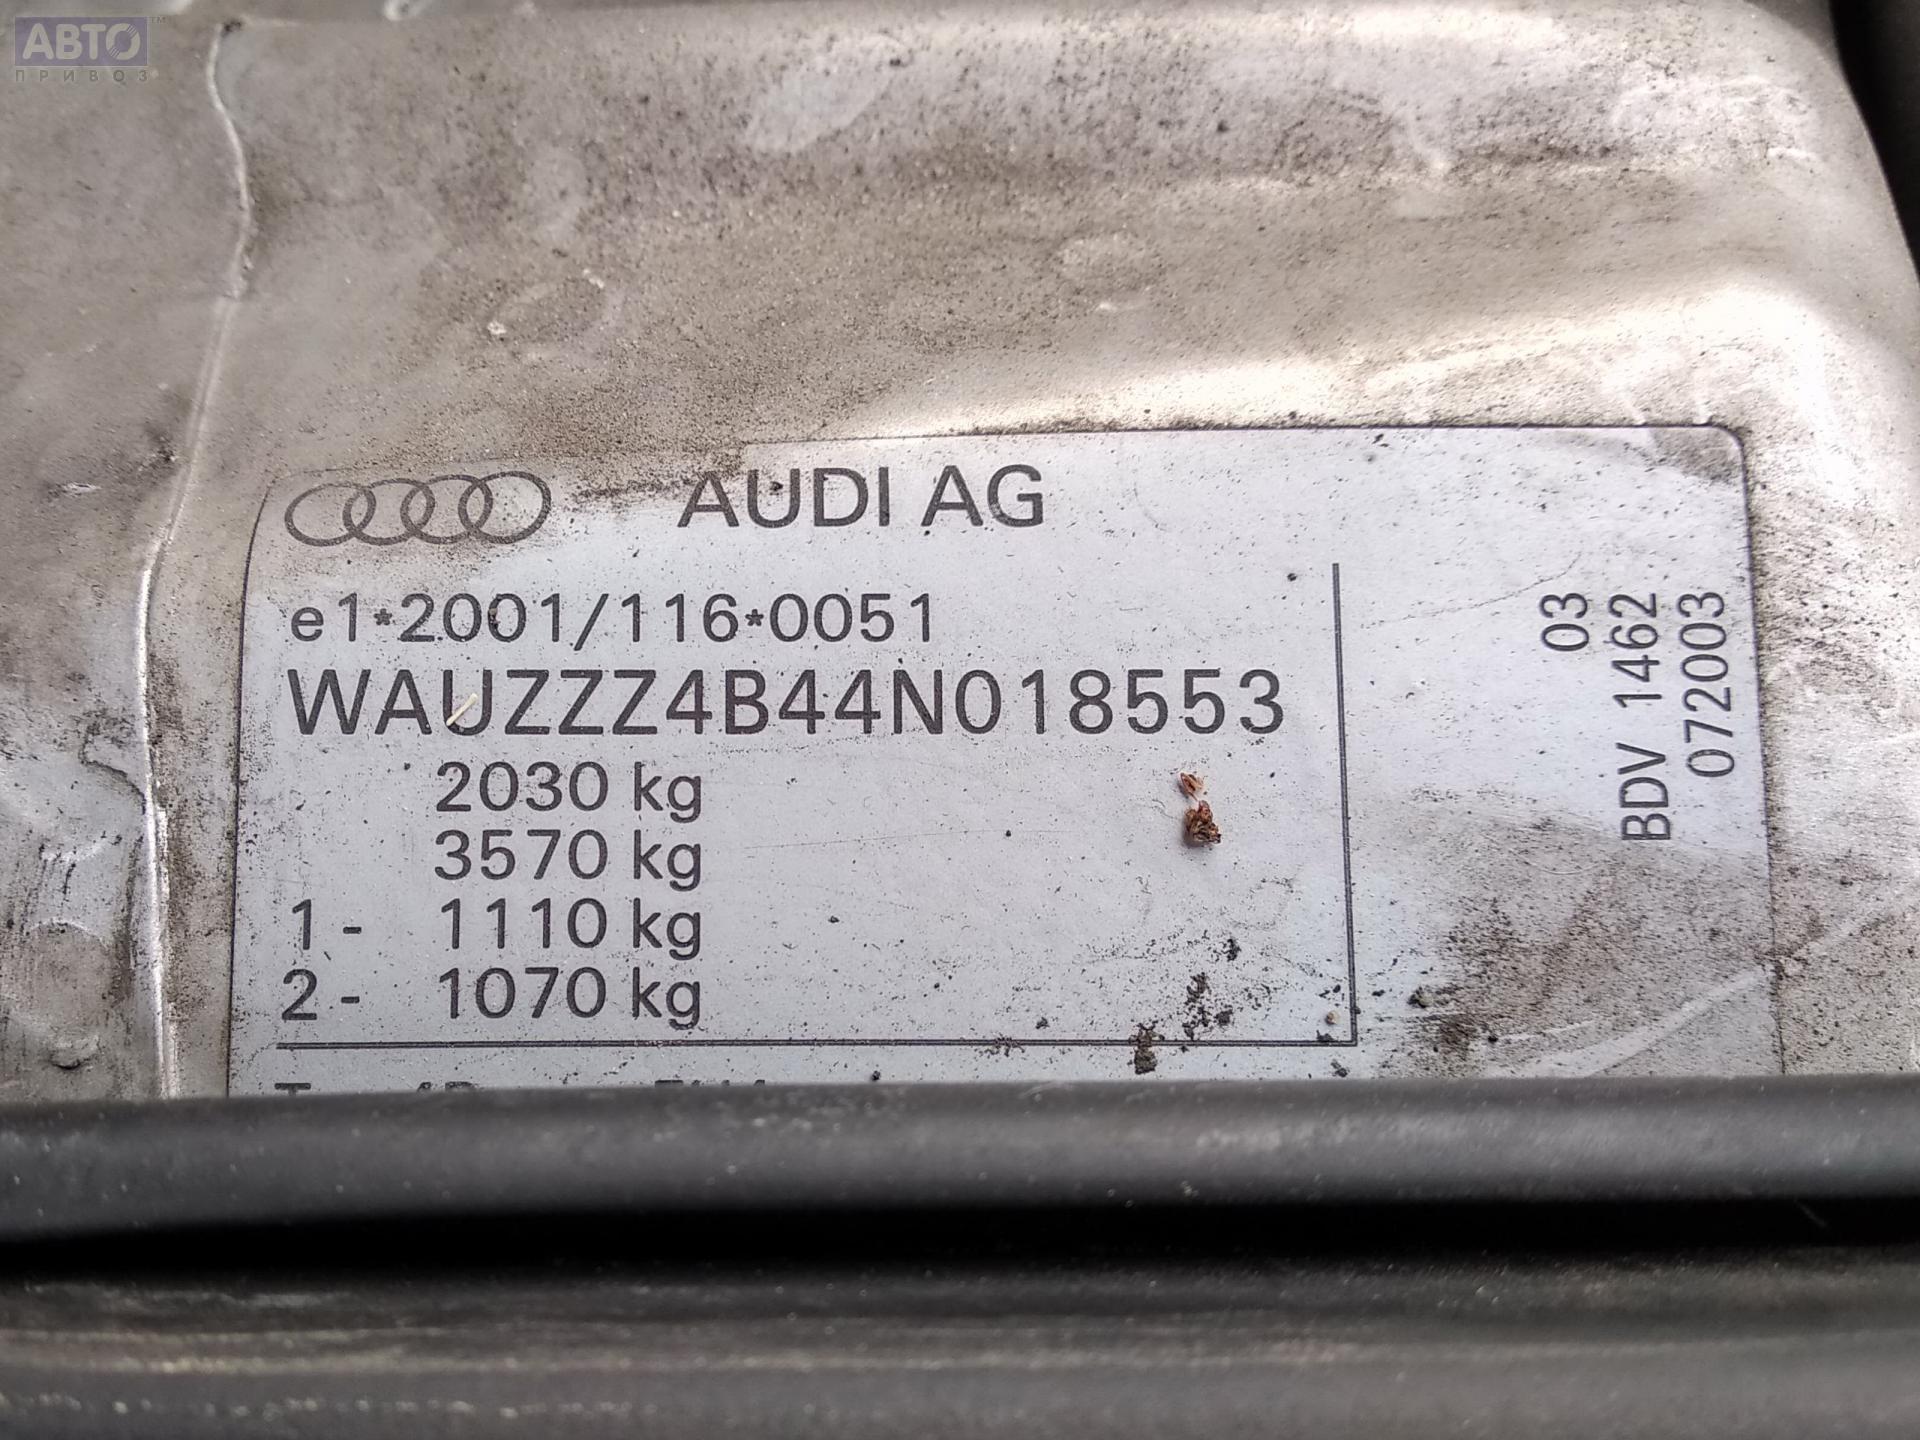 АВТО™
ПРИВОЗ
AUDI AG
e1*2001/116*0051
WAUZZZ4B44N018553
2030 kg
3570 kg
1- 1110 kg
2- 1070 kg
03
BDV 1462
072003